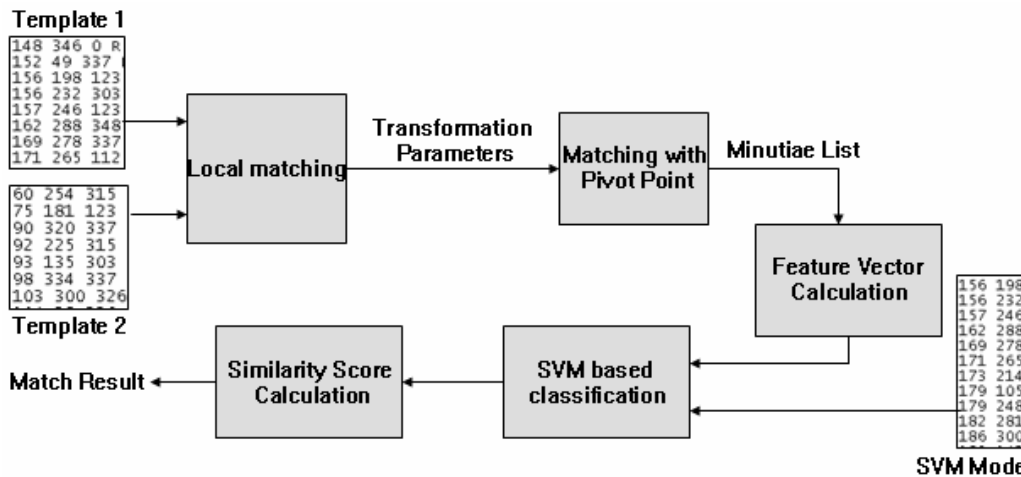 Template 1
148 346 0 R
152 49 337
156 198 123
156 232 303
157 246 123
162 288 348
169 278 337
171 265 112
60 254 315
75 181 123
90 320 337
92 225 315
93 135 303
98 334 337
103 300 326
Template 2
Local matching
Transformation
Parameters
Matching with
Pivot Point
Minutiae List
Feature Vector
Calculation
156 198
156 232
157 246
162 288
169 278
171 265
173 214
179 105
179 248
182 281
186 300
SVM Mode
SVM based
classification
Similarity Score
Calculation
Match Result